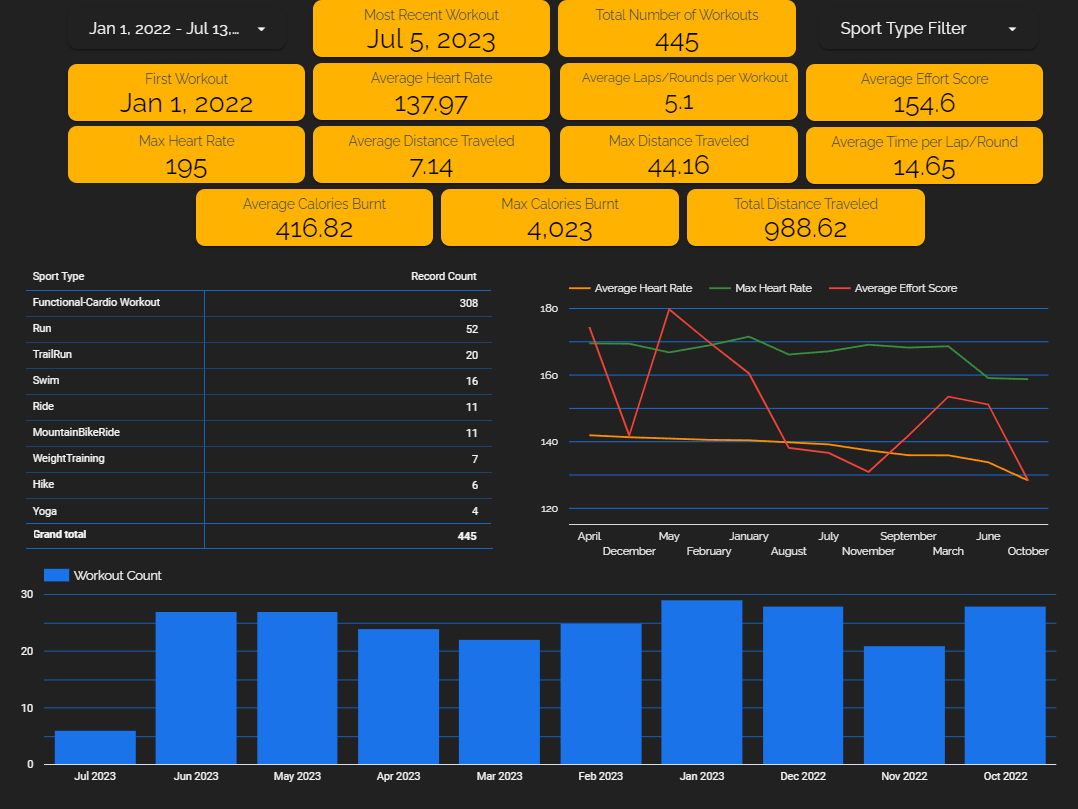 Jan 1, 2022 - Jul 13,...
Most Recent Workout
Jul 5, 2023
Total Number of Workouts
445
Sport Type Filter
First Workout
Jan 1, 2022
Average Heart Rate
137.97
Average Laps/Rounds per Workout
5.1
Average Effort Score
154.6
Max Heart Rate
195
Average Distance Traveled
7.14
Max Distance Traveled
44.16
Average Time per Lap/Round
14.65
Average Calories Burnt
416.82
Max Calories Burnt
4,023
Total Distance Traveled
988.62
Sport Type Record Count
Functional-Cardio Workout 308
Run 52
TrailRun 20
Swim 16
Ride 11
MountainBikeRide 11
WeightTraining 7
Hike 6
Yoga 4
Grand total 445
Average Heart Rate Max Heart Rate Average Effort Score
180
160
140
120
April May January July September June
December February August November March October
Workout Count
30
20
10
0
Jul 2023 Jun 2023 May 2023 Apr 2023 Mar 2023 Feb 2023 Jan 2023 Dec 2022 Nov 2022 Oct 2022